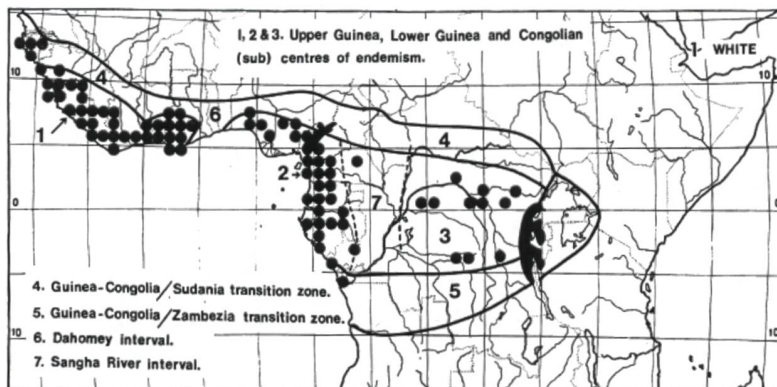 1, 2 & 3. Upper Guinea, Lower Guinea and Congolian
(sub) centres of endemism.
WHITE
10
10
4
6
1
4
2
7
0
0
3
5
4. Guinea-Congolia/Sudania transition zone.
5. Guinea-Congolia/Zambezia transition zone.
6. Dahomey interval.
7. Sangha River interval.
10
10